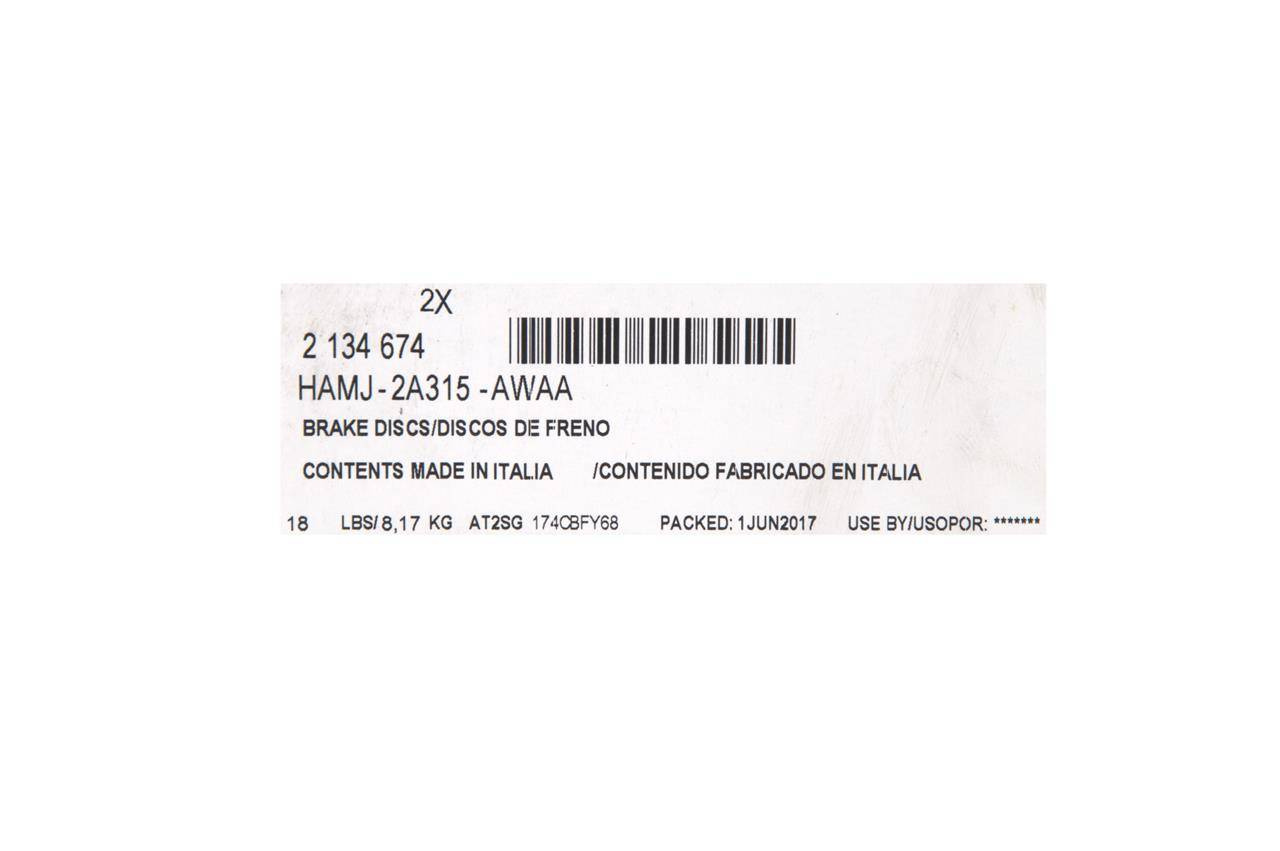 2X
2 134 674
HAMJ-2A315-AWAA
BRAKE DISCS/DISCOS DE FRENO
CONTENTS MADE IN ITALIA /CONTENIDO FABRICADO EN ITALIA
18 LBS/8,17 KG AT2SG 174CBFY68 PACKED: 1JUN2017 USE BY/USOPOR: *******